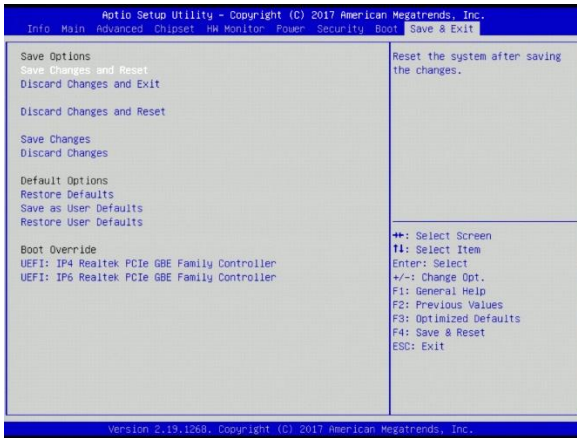 Aptio Setup Utility – Copyright (C) 2017 American Megatrends, Inc.
Info Main Advanced Chipset HW Monitor Power Security Boot Save & Exit
Save Options
Save Changes and Reset
Discard Changes and Exit
Discard Changes and Reset
Save Changes
Discard Changes
Default Options
Restore Defaults
Save as User Defaults
Restore User Defaults
Boot Override
UEFI: IP4 Realtek PCIe GBE Family Controller
UEFI: IP6 Realtek PCIe GBE Family Controller
Reset the system after saving
the changes.
→←: Select Screen
↑↓: Select Item
Enter: Select
+/-: Change Opt.
F1: General Help
F2: Previous Values
F3: Optimized Defaults
F4: Save & Reset
ESC: Exit
Version 2.19.1268. Copyright (C) 2017 American Megatrends, Inc.